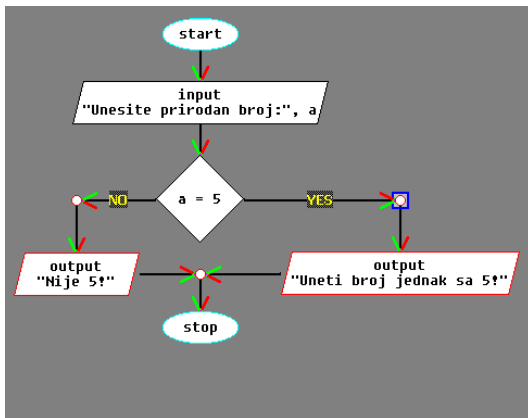 start
input
"Unesite prirodan broj:", a
a = 5
NO
YES
output
"Nije 5!"
output
"Uneti broj jednak sa 5!"
stop